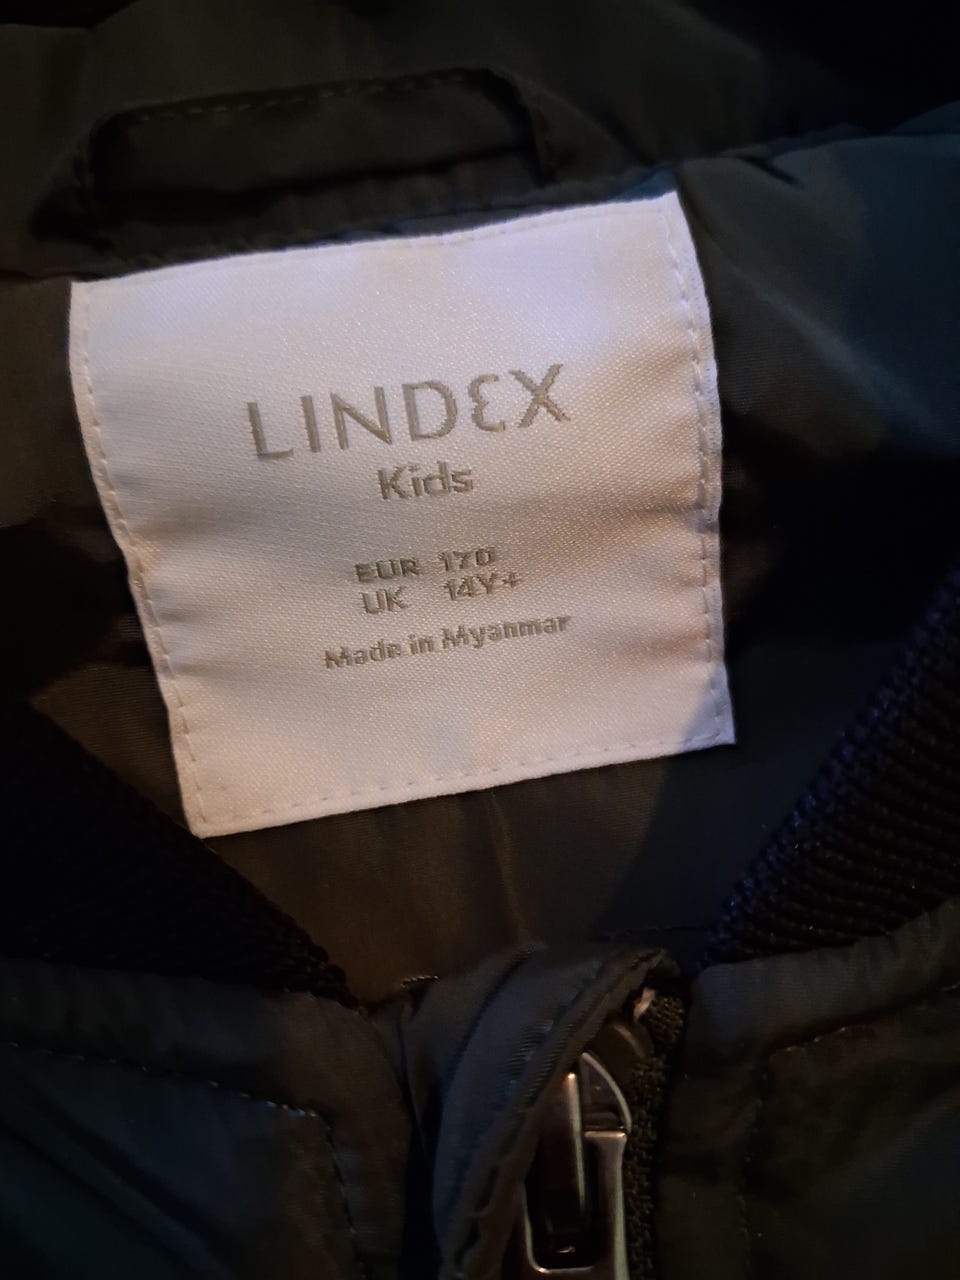 LINDEX
Kids
EUR 170
UK 14Y+
Made in Myanmar